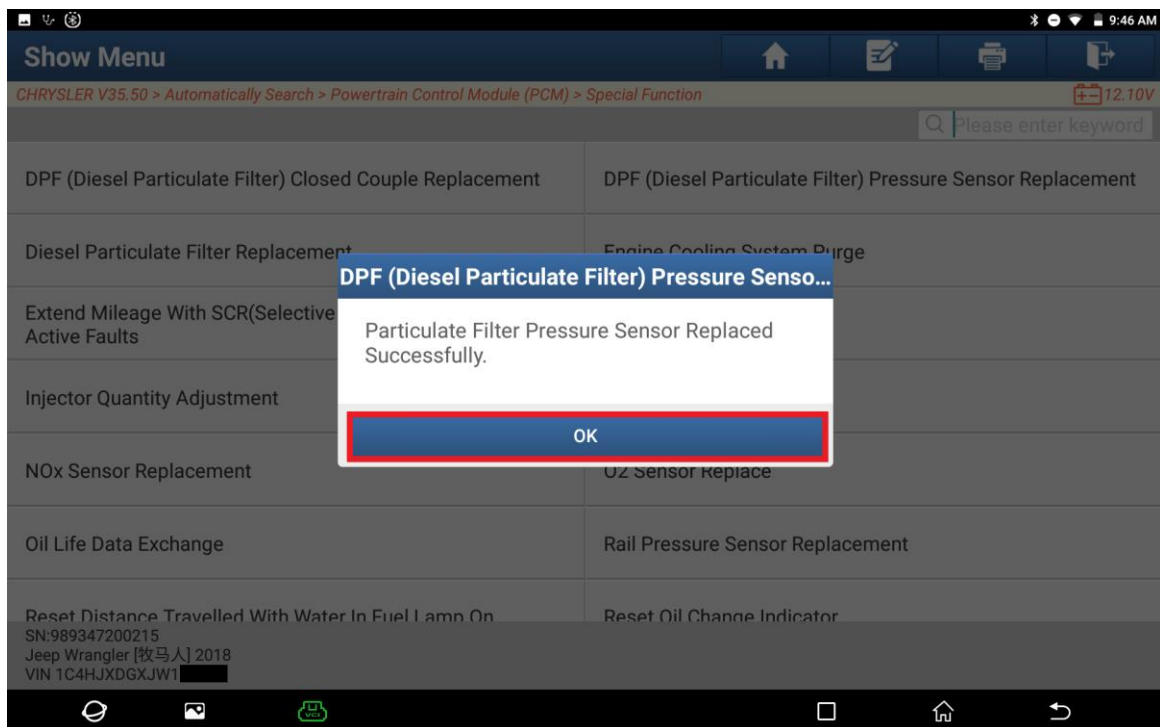 9:46 AM
Show Menu
CHRYSLER V35.50 > Automatically Search > Powertrain Control Module (PCM) > Special Function
12.10V
Please enter keyword
DPF (Diesel Particulate Filter) Closed Couple Replacement
DPF (Diesel Particulate Filter) Pressure Sensor Replacement
Diesel Particulate Filter Replacement
Engine Cooling System Purge
DPF (Diesel Particulate Filter) Pressure Senso...
Extend Mileage With SCR(Selective
Active Faults
Particulate Filter Pressure Sensor Replaced
Successfully.
Injector Quantity Adjustment
OK
NOx Sensor Replacement
O2 Sensor Replace
Oil Life Data Exchange
Rail Pressure Sensor Replacement
Reset Distance Travelled With Water In Fuel Lamp On
Reset Oil Change Indicator
SN:989347200215
Jeep Wrangler [牧马人] 2018
VIN 1C4HJXDGXJW1
VCI